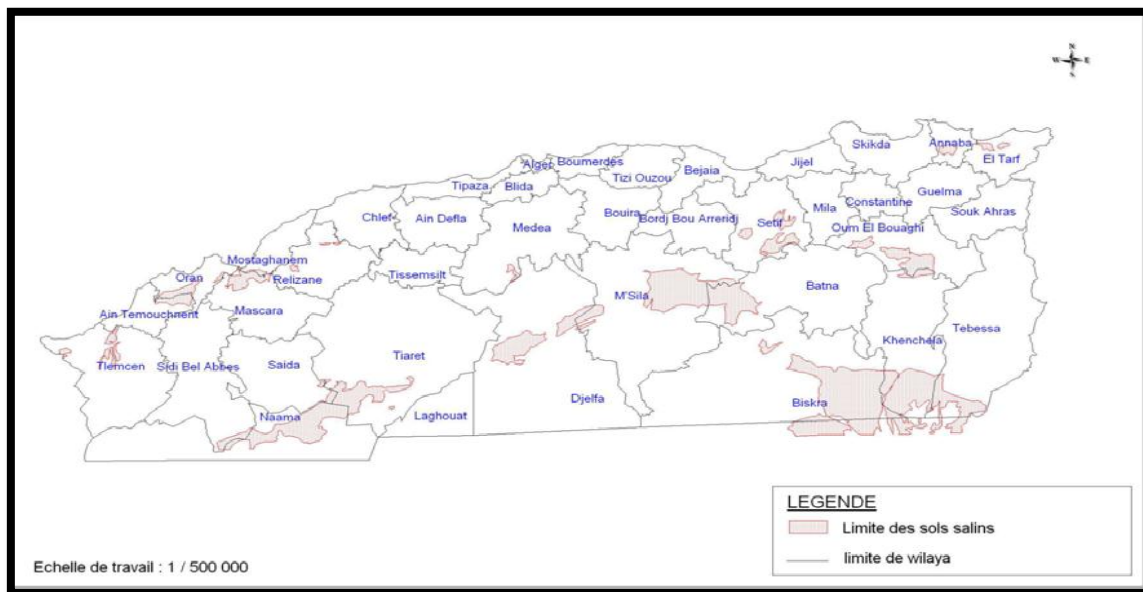 N
W E
S
Skikda
Annaba
El Tarf
Jijel
Alger
Boumerdes
Tizi Ouzou
Bejaia
Tipaza
Blida
Guelma
Constantine
Mila
Souk Ahras
Chlef
Ain Defla
Medea
Bouira
Bordj Bou Arreridj
Setif
Oum El Bouaghi
Mostaghanem
Oran
Relizane
Tissemsilt
M'Sila
Batna
Ain Temouchnent
Mascara
Tebessa
Khenchela
Tlemcen
Sidi Bel Abbes
Saida
Tiaret
Djelfa
Biskra
Naama
Laghouat
LEGENDE
Limite des sols salins
limite de wilaya
Echelle de travail : 1 / 500 000